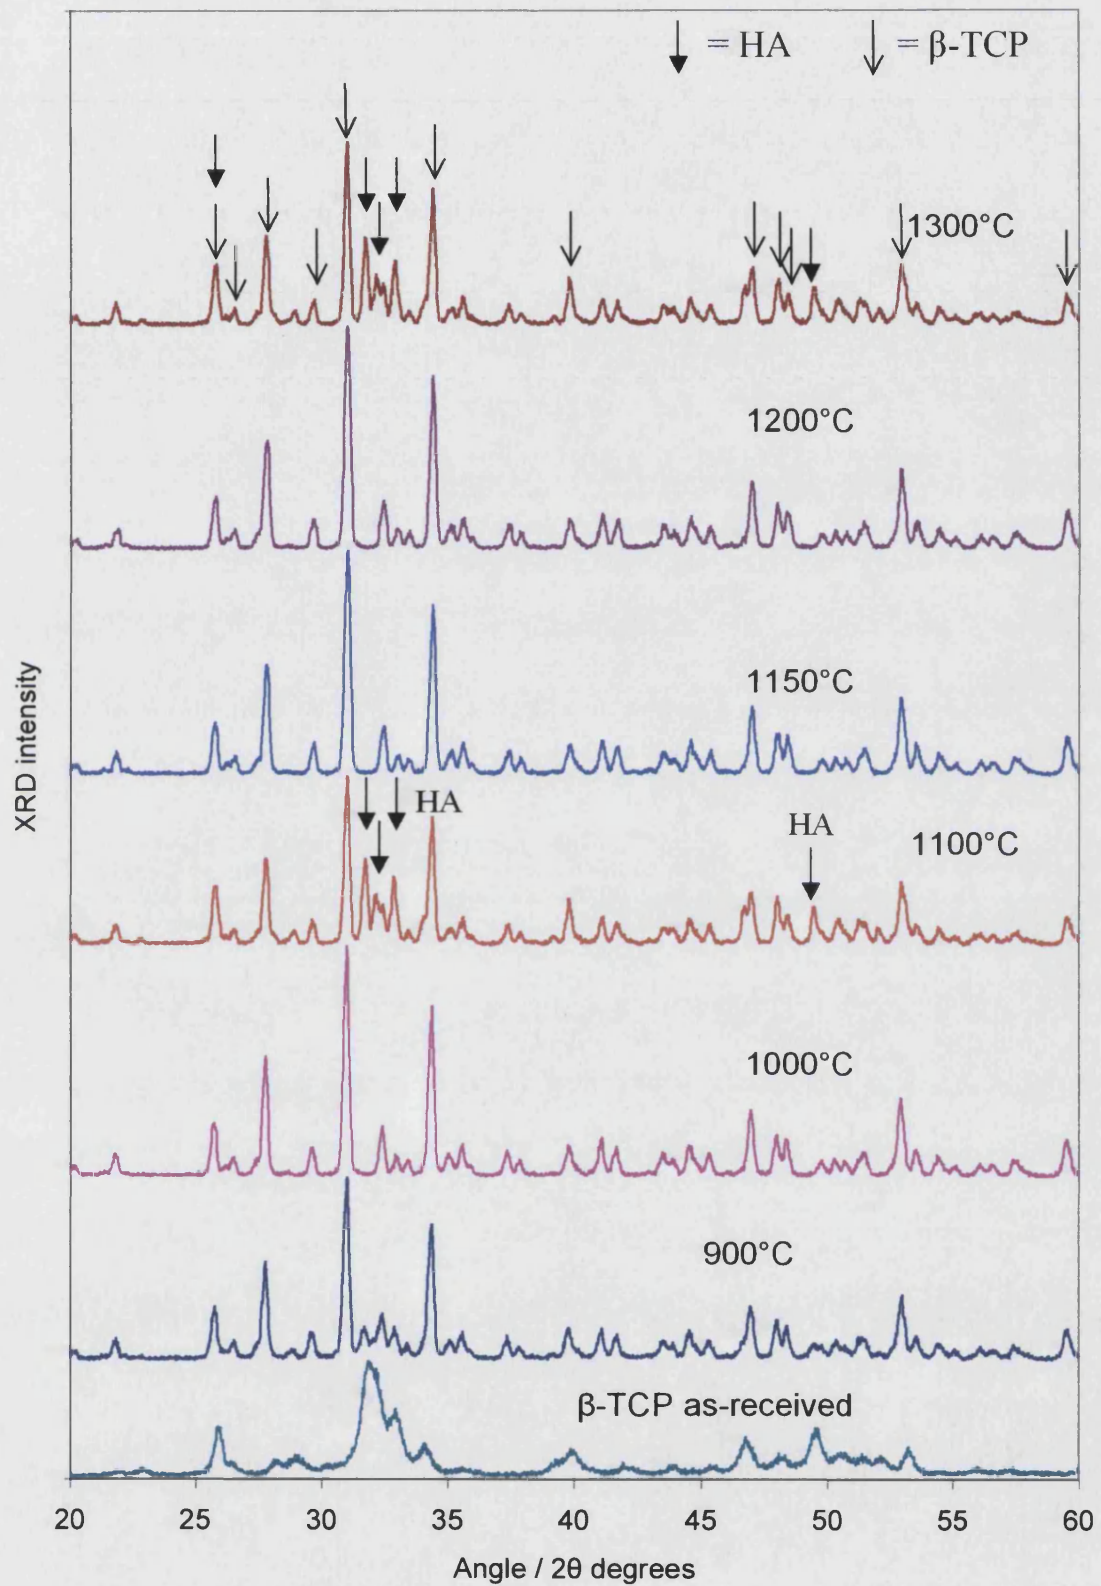 = HA
= β-TCP
1300°C
1200°C
1150°C
HA
HA
1100°C
1000°C
900°C
β-TCP as-received
XRD intensity
20 25 30 35 40 45 50 55 60
Angle / 2θ degrees